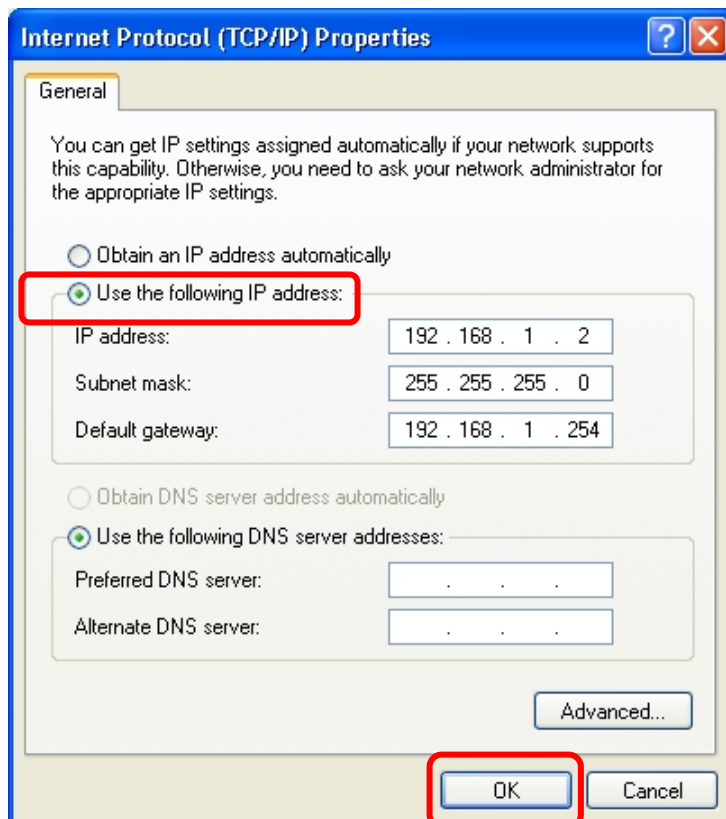 Internet Protocol (TCP/IP) Properties
General
You can get IP settings assigned automatically if your network supports
this capability. Otherwise, you need to ask your network administrator for
the appropriate IP settings.
Obtain an IP address automatically
Use the following IP address:
IP address: 192 . 168 . 1 . 2
Subnet mask: 255 . 255 . 255 . 0
Default gateway: 192 . 168 . 1 . 254
Obtain DNS server address automatically
Use the following DNS server addresses:
Preferred DNS server: . . .
Alternate DNS server: . . .
Advanced...
OK Cancel